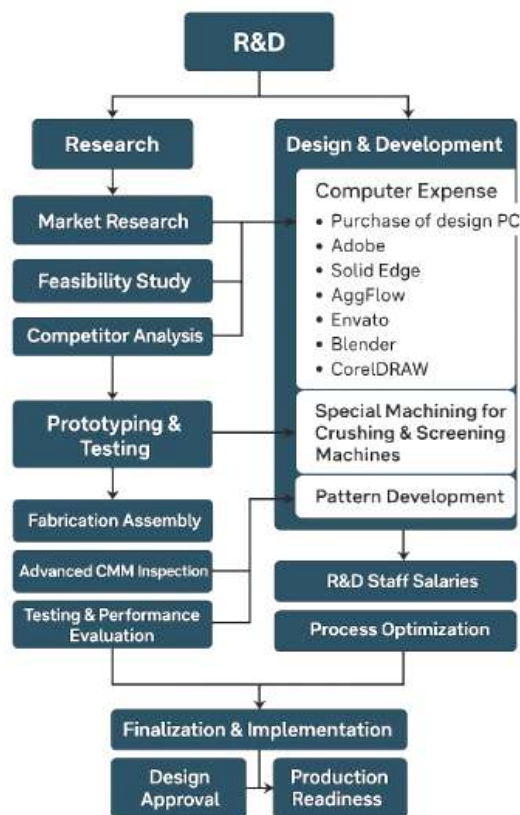 R&D
Research
Market Research
Feasibility Study
Competitor Analysis
Prototyping &
Testing
Fabrication Assembly
Advanced CMM Inspection
Testing & Performance
Evaluation
Design & Development
Computer Expense
• Purchase of design PC
• Adobe
• Solid Edge
• AggFlow
• Envato
• Blender
• CorelDRAW
Special Machining for
Crushing & Screening
Machines
Pattern Development
R&D Staff Salaries
Process Optimization
Finalization & Implementation
Design
Approval
Production
Readiness